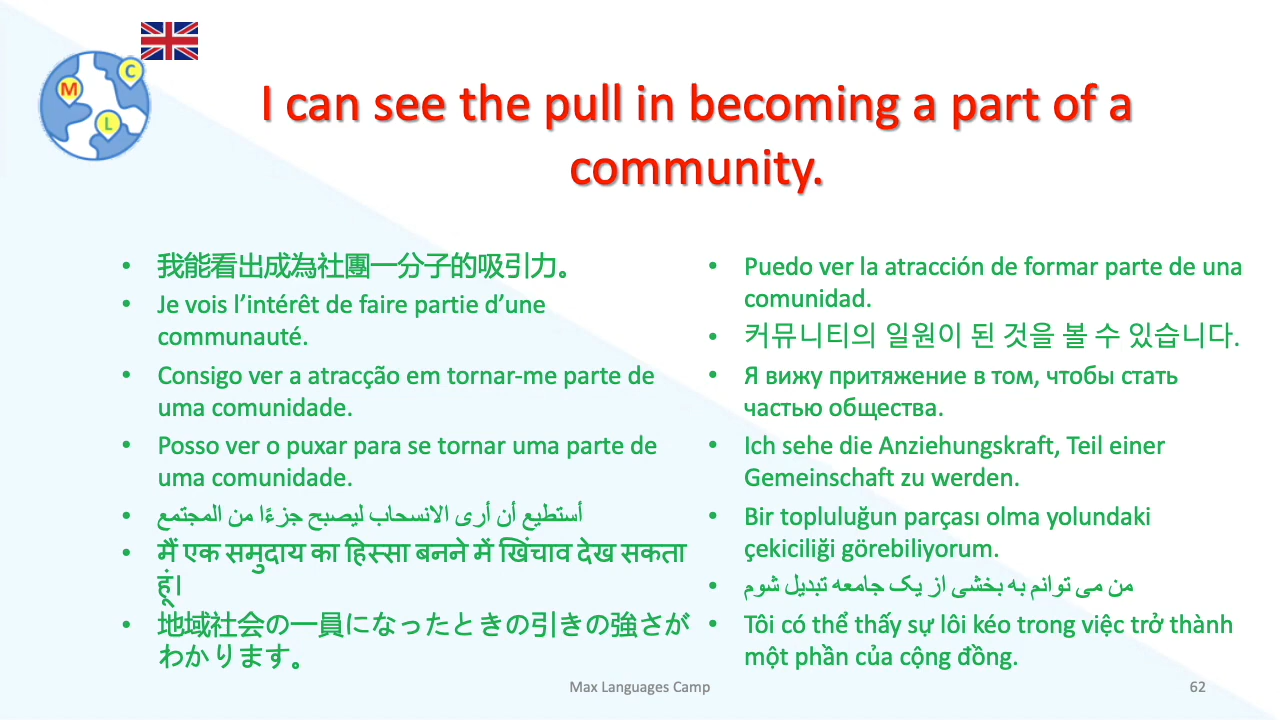 M
C
L
I can see the pull in becoming a part of a
community.
• 我能看出成為社團一分子的吸引力。
• Je vois l’intérêt de faire partie d’une
communauté.
• Consigo ver a atracção em tornar-me parte de
uma comunidade.
• Posso ver o puxar para se tornar uma parte de
uma comunidade.
• أستطيع أن أرى الانسحاب ليصبح جزءًا من المجتمع
• मैं एक समुदाय का हिस्सा बनने में खिंचाव देख सकता
हूं।
• 地域社会の一員になったときの引きの強さが
わかります。
• Puedo ver la atracción de formar parte de una
comunidad.
• 커뮤니티의 일원이 된 것을 볼 수 있습니다.
• Я вижу притяжение в том, чтобы стать
частью общества.
• Ich sehe die Anziehungskraft, Teil einer
Gemeinschaft zu werden.
• Bir topluluğun parçası olma yolundaki
çekiciliği görebiliyorum.
• من می توانم به بخشی از یک جامعه تبدیل شوم
• Tôi có thể thấy sự lôi kéo trong việc trở thành
một phần của cộng đồng.
Max Languages Camp
62